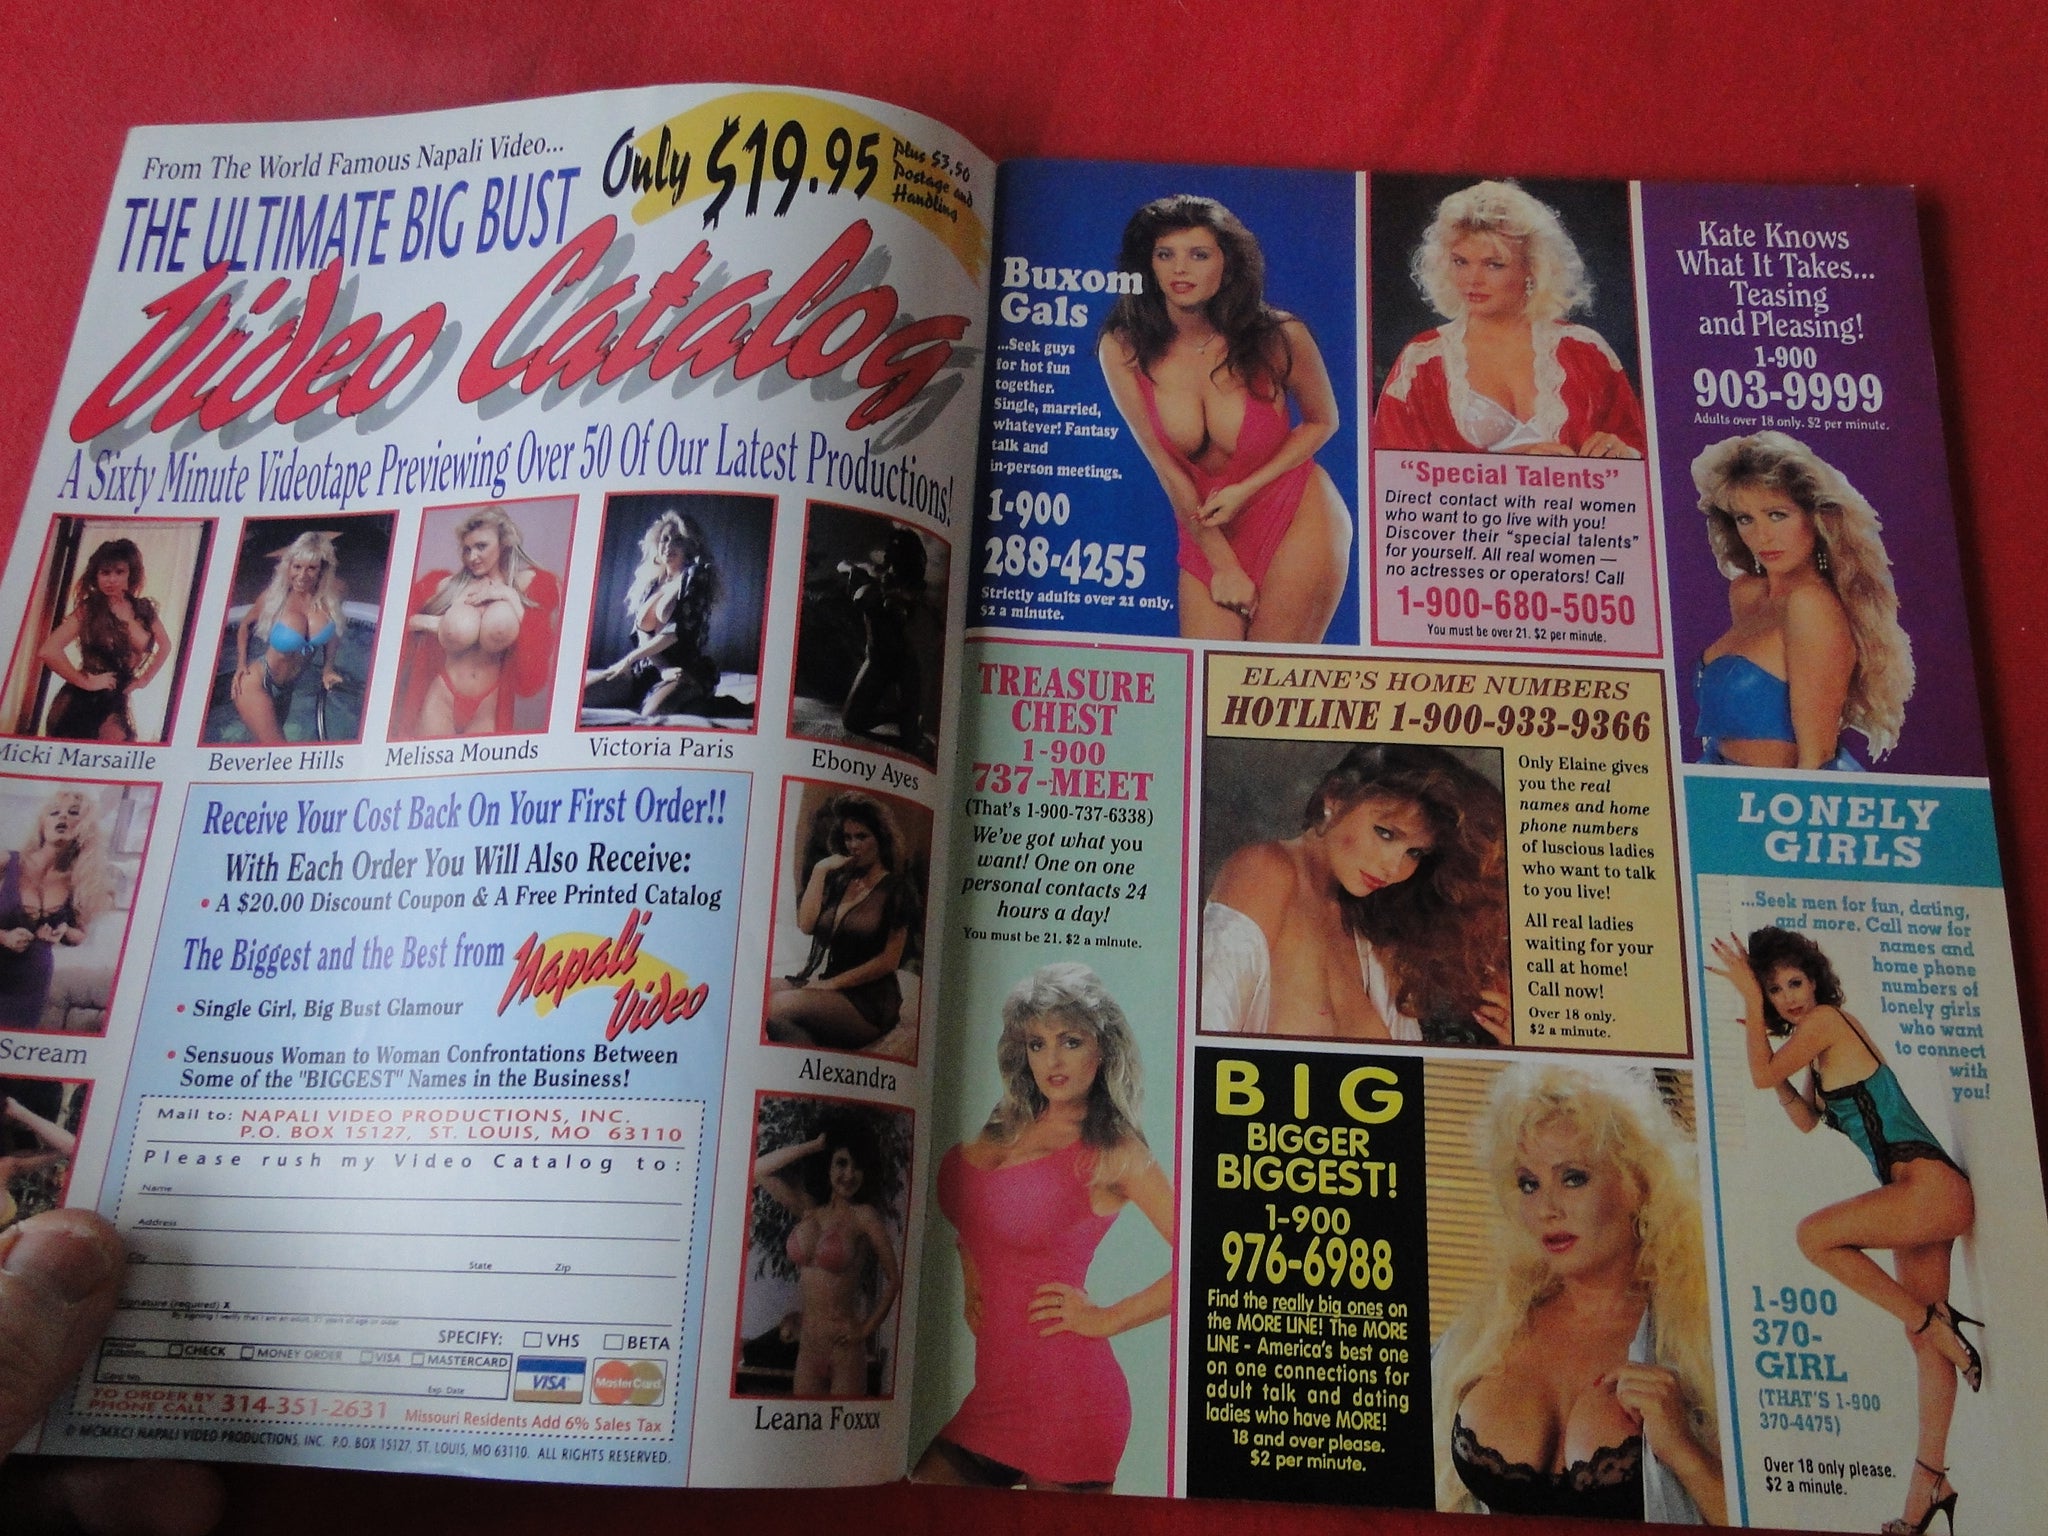 From The World Famous Napali Video...
THE ULTIMATE BIG BUST
Only $19.95
Plus $3.50
Postage and
Handling
Video Catalog
A Sixty Minute Videotape Previewing Over 50 Of Our Latest Productions!
Micki Marsaille
Beverlee Hills
Melissa Mounds
Victoria Paris
Ebony Ayes
Scream
Alexandra
Leana Foxxx
Receive Your Cost Back On Your First Order!!
With Each Order You Will Also Receive:
• A $20.00 Discount Coupon & A Free Printed Catalog
The Biggest and the Best from
Napali
Video
• Single Girl, Big Bust Glamour
• Sensuous Woman to Woman Confrontations Between
Some of the "BIGGEST" Names in the Business!
Mail to: NAPALI VIDEO PRODUCTIONS, INC.
P.O. BOX 15127, ST. LOUIS, MO 63110
Please rush my Video Catalog to:
Name
Address
City
State
Zip
Signature (required) X
By signing I verify that I am an adult, 21 years of age or older.
SPECIFY: VHS BETA
CHECK MONEY ORDER VISA MASTERCARD
Card No.
Exp. Date
VISA
MasterCard
TO ORDER BY
PHONE CALL 314-351-2631
Missouri Residents Add 6% Sales Tax
© MCMXCI NAPALI VIDEO PRODUCTIONS, INC. P.O. BOX 15127, ST. LOUIS, MO 63110. ALL RIGHTS RESERVED.
Buxom
Gals
...Seek guys
for hot fun
together.
Single, married,
whatever! Fantasy
talk and
in-person meetings.
1-900
288-4255
Strictly adults over 21 only.
$2 a minute.
"Special Talents"
Direct contact with real women
who want to go live with you!
Discover their "special talents"
for yourself. All real women —
no actresses or operators! Call
1-900-680-5050
You must be over 21. $2 per minute.
Kate Knows
What It Takes...
Teasing
and Pleasing!
1-900
903-9999
Adults over 18 only. $2 per minute.
TREASURE
CHEST
1-900
737-MEET
(That's 1-900-737-6338)
We've got what you
want! One on one
personal contacts 24
hours a day!
You must be 21. $2 a minute.
ELAINE'S HOME NUMBERS
HOTLINE 1-900-933-9366
Only Elaine gives
you the real
names and home
phone numbers
of luscious ladies
who want to talk
to you live!
All real ladies
waiting for your
call at home!
Call now!
Over 18 only.
$2 a minute.
BIG
BIGGER
BIGGEST!
1-900
976-6988
Find the really big ones on
the MORE LINE! The MORE
LINE - America's best one
on one connections for
adult talk and dating
ladies who have MORE!
18 and over please.
$2 per minute.
LONELY
GIRLS
...Seek men for fun, dating,
and more. Call now for
names and
home phone
numbers of
lonely girls
who want
to connect
with
you!
1-900
370-
GIRL
(THAT'S 1-900
370-4475)
Over 18 only please.
$2 a minute.